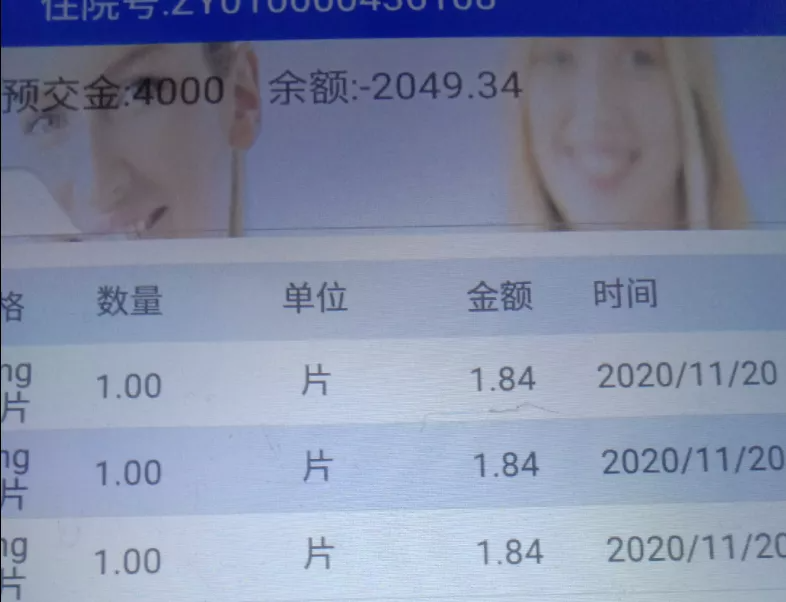 住院号:ZY010000430108
预交金:4000 余额:-2049.34
格 数量 单位 金额 时间
ng
片 1.00 片 1.84 2020/11/20
ng
片 1.00 片 1.84 2020/11/20
ng
片 1.00 片 1.84 2020/11/20